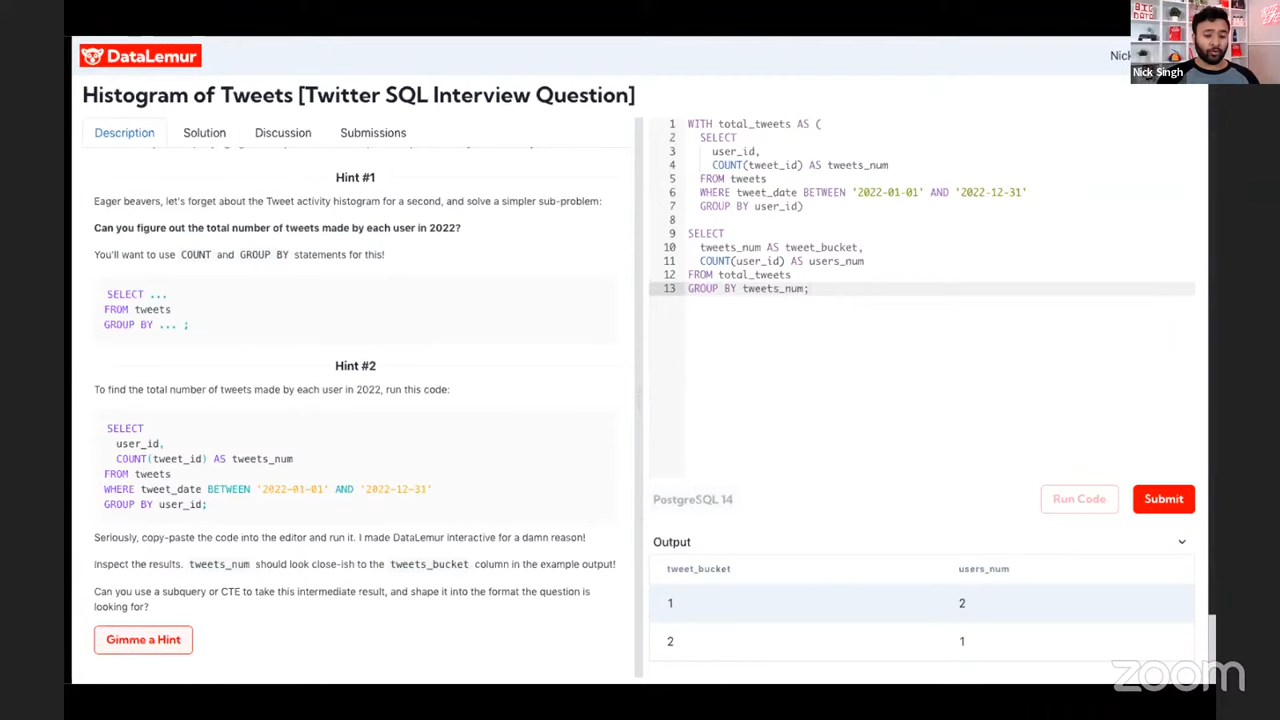 DataLemur
Nick
BIG
DATA
Nick Singh
Histogram of Tweets [Twitter SQL Interview Question]
Description
Solution
Discussion
Submissions
Hint #1
Eager beavers, let's forget about the Tweet activity histogram for a second, and solve a simpler sub-problem:
Can you figure out the total number of tweets made by each user in 2022?
You'll want to use COUNT and GROUP BY statements for this!
SELECT ...
FROM tweets
GROUP BY ... ;
Hint #2
To find the total number of tweets made by each user in 2022, run this code:
SELECT
user_id,
COUNT(tweet_id) AS tweets_num
FROM tweets
WHERE tweet_date BETWEEN '2022-01-01' AND '2022-12-31'
GROUP BY user_id;
Seriously, copy-paste the code into the editor and run it. I made DataLemur interactive for a damn reason!
Inspect the results. tweets_num should look close-ish to the tweets_bucket column in the example output!
Can you use a subquery or CTE to take this intermediate result, and shape it into the format the question is
looking for?
Gimme a Hint
1 WITH total_tweets AS (
2 SELECT
3 user_id,
4 COUNT(tweet_id) AS tweets_num
5 FROM tweets
6 WHERE tweet_date BETWEEN '2022-01-01' AND '2022-12-31'
7 GROUP BY user_id)
8
9 SELECT
10 tweets_num AS tweet_bucket,
11 COUNT(user_id) AS users_num
12 FROM total_tweets
13 GROUP BY tweets_num;
PostgreSQL 14
Run Code
Submit
Output
tweet_bucket users_num
1 2
2 1
zoom